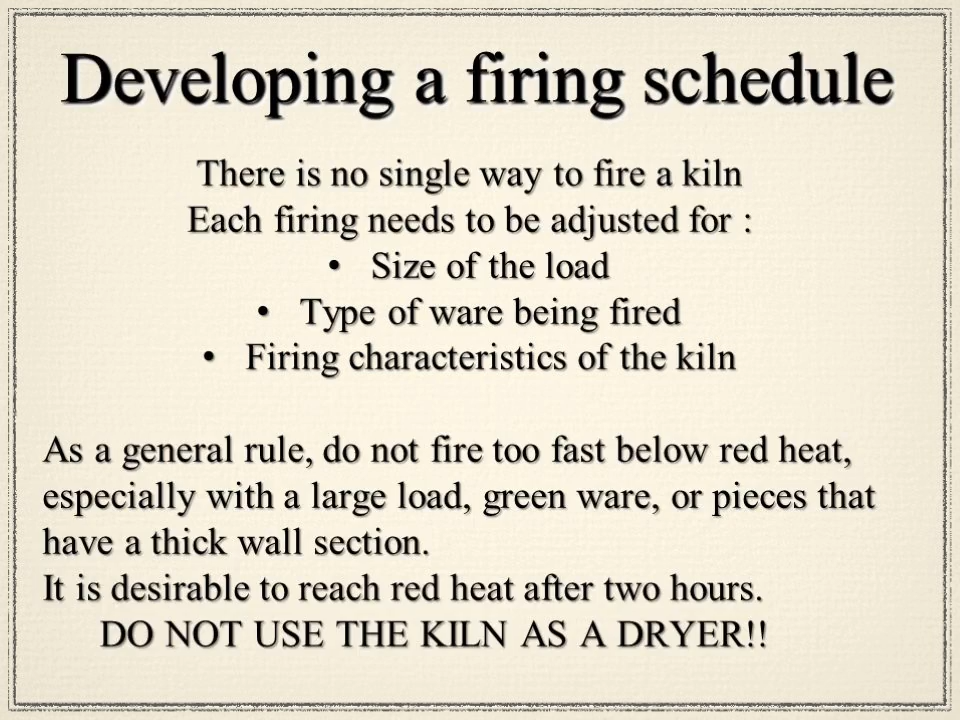 Developing a firing schedule
There is no single way to fire a kiln
Each firing needs to be adjusted for :
• Size of the load
• Type of ware being fired
• Firing characteristics of the kiln
As a general rule, do not fire too fast below red heat,
especially with a large load, green ware, or pieces that
have a thick wall section.
It is desirable to reach red heat after two hours.
DO NOT USE THE KILN AS A DRYER!!